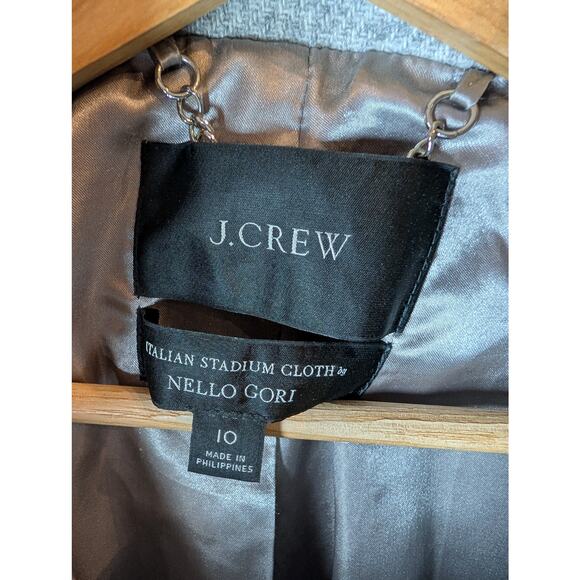 J.CREW
ITALIAN STADIUM CLOTH by
NELLO GORI
10
MADE IN
PHILIPPINES